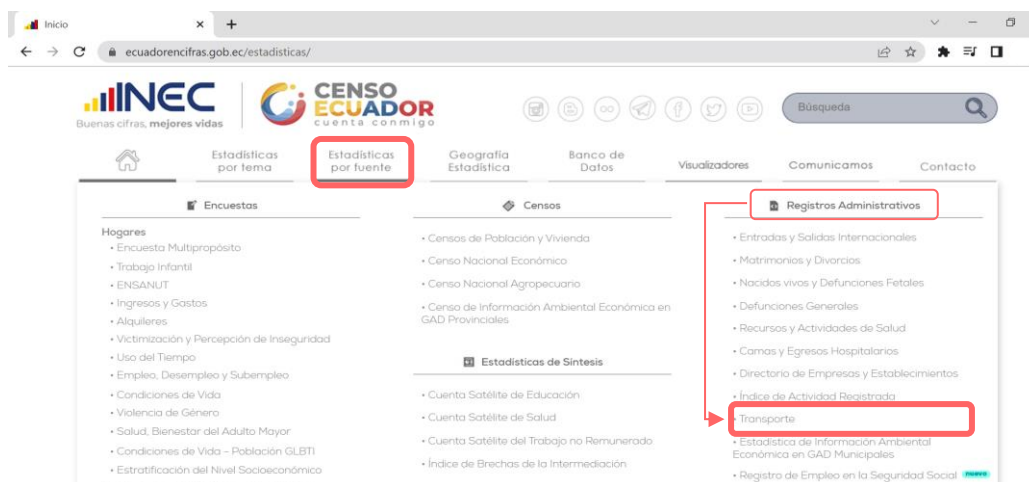 Inicio
ecuadorencifras.gob.ec/estadisticas/
INEC
Buenas cifras, mejores vidas
CENSO
ECUADOR
cuenta conmigo
Búsqueda
Estadísticas
por tema
Estadísticas
por fuente
Geografía
Estadística
Banco de
Datos
Visualizadores
Comunicamos
Contacto
Encuestas
Hogares
• Encuesta Multipropósito
• Trabajo Infantil
• ENSANUT
• Ingresos y Gastos
• Alquileres
• Victimización y Percepción de Inseguridad
• Uso del Tiempo
• Empleo, Desempleo y Subempleo
• Condiciones de Vida
• Violencia de Género
• Salud, Bienestar del Adulto Mayor
• Condiciones de Vida - Población GLBTI
• Estratificación del Nivel Socioeconómico
Censos
• Censos de Población y Vivienda
• Censo Nacional Económico
• Censo Nacional Agropecuario
• Censo de Información Ambiental Económica en
GAD Provinciales
Estadísticas de Síntesis
• Cuenta Satélite de Educación
• Cuenta Satélite de Salud
• Cuenta Satélite del Trabajo no Remunerado
• Índice de Brechas de la Intermediación
Registros Administrativos
• Entradas y Salidas Internacionales
• Matrimonios y Divorcios
• Nacidos vivos y Defunciones Fetales
• Defunciones Generales
• Recursos y Actividades de Salud
• Camas y Egresos Hospitalarios
• Directorio de Empresas y Establecimientos
• Índice de Actividad Registrada
• Transporte
• Estadística de Información Ambiental
Económica en GAD Municipales
• Registro de Empleo en la Seguridad Social nuevo